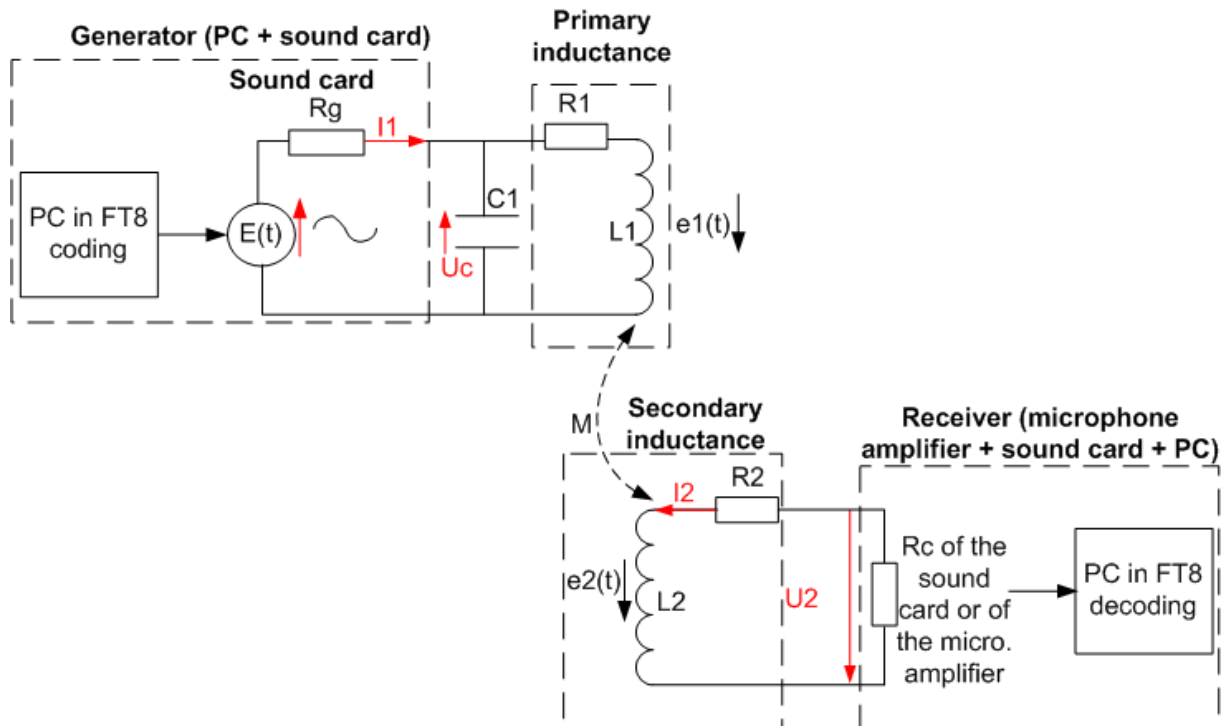 Primary
inductance
Generator (PC + sound card)
Sound card
Rg
I1
R1
PC in FT8
coding
E(t)
C1
Uc
L1
e1(t)
M
Secondary
inductance
Receiver (microphone
amplifier + sound card + PC)
I2
R2
e2(t)
L2
U2
Rc of the
sound
card or of
the micro.
amplifier
PC in FT8
decoding